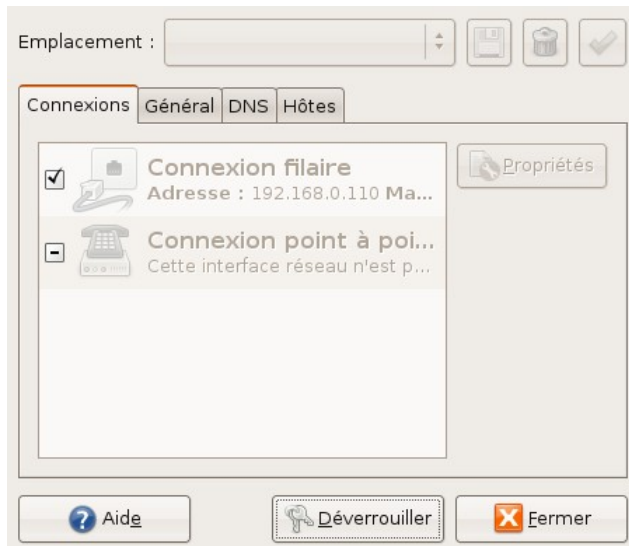 Emplacement :
Connexions Général DNS Hôtes
Connexion filaire
Adresse : 192.168.0.110 Ma...
Propriétés
Connexion point à poi...
Cette interface réseau n'est p...
Aide Déverrouiller Fermer